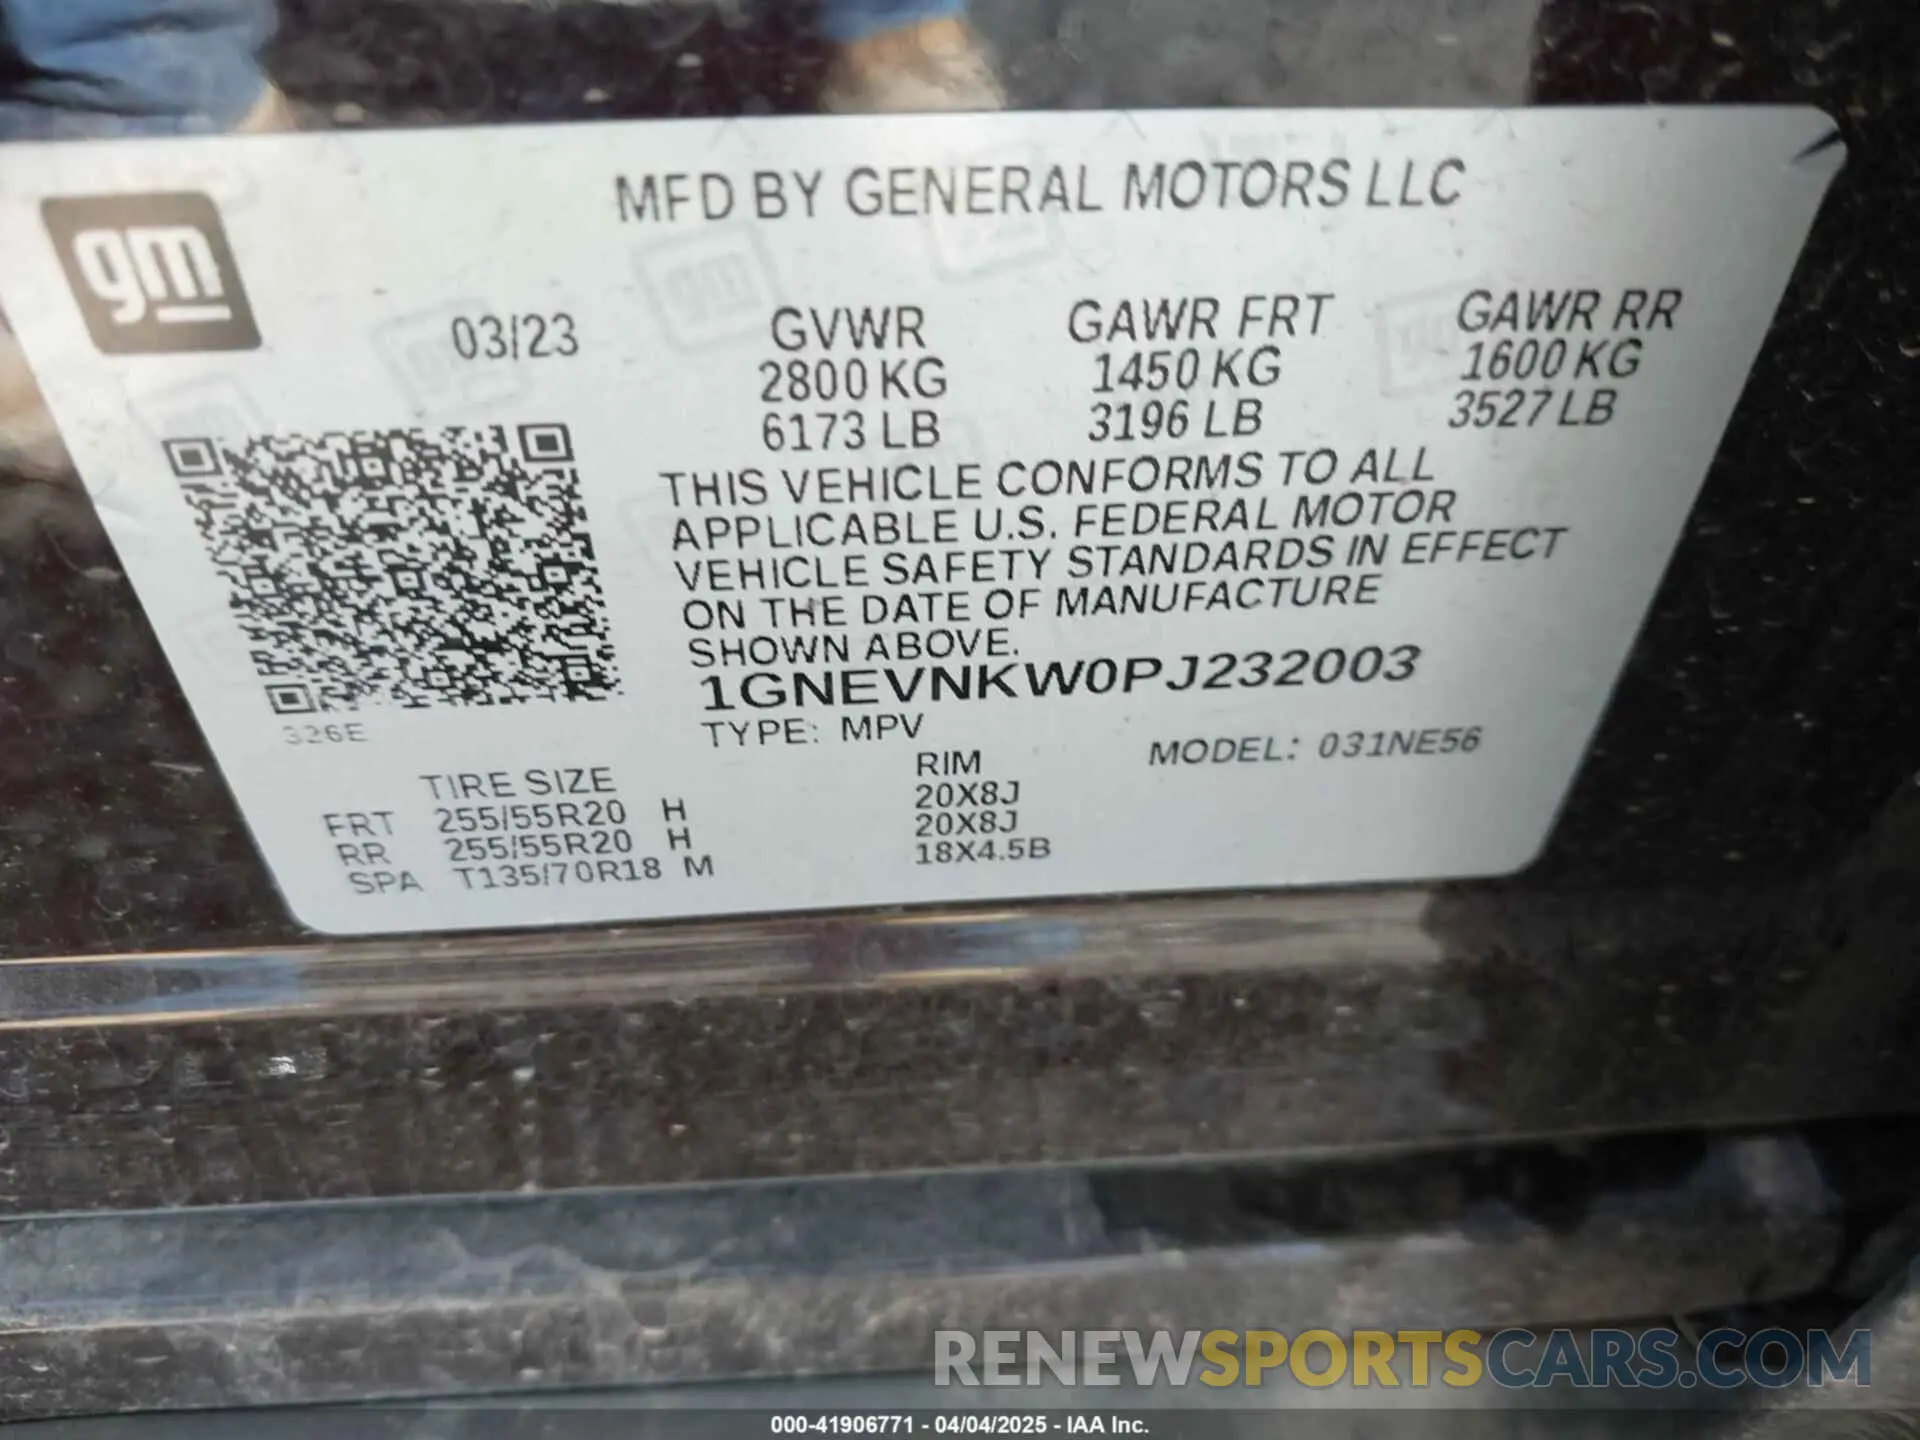 MFD BY GENERAL MOTORS LLC
gm
03/23
GVWR GAWR FRT GAWR RR
2800 KG 1450 KG 1600 KG
6173 LB 3196 LB 3527 LB
THIS VEHICLE CONFORMS TO ALL
APPLICABLE U.S. FEDERAL MOTOR
VEHICLE SAFETY STANDARDS IN EFFECT
ON THE DATE OF MANUFACTURE
SHOWN ABOVE.
1GNEVNKW0PJ232003
326E
TYPE: MPV MODEL: 031NE56
TIRE SIZE RIM
FRT 255/55R20 H 20X8J
RR 255/55R20 H 20X8J
SPA T135/70R18 M 18X4.5B
RENEWSPORTSCARS.COM
000-41906771 - 04/04/2025 - IAA Inc.